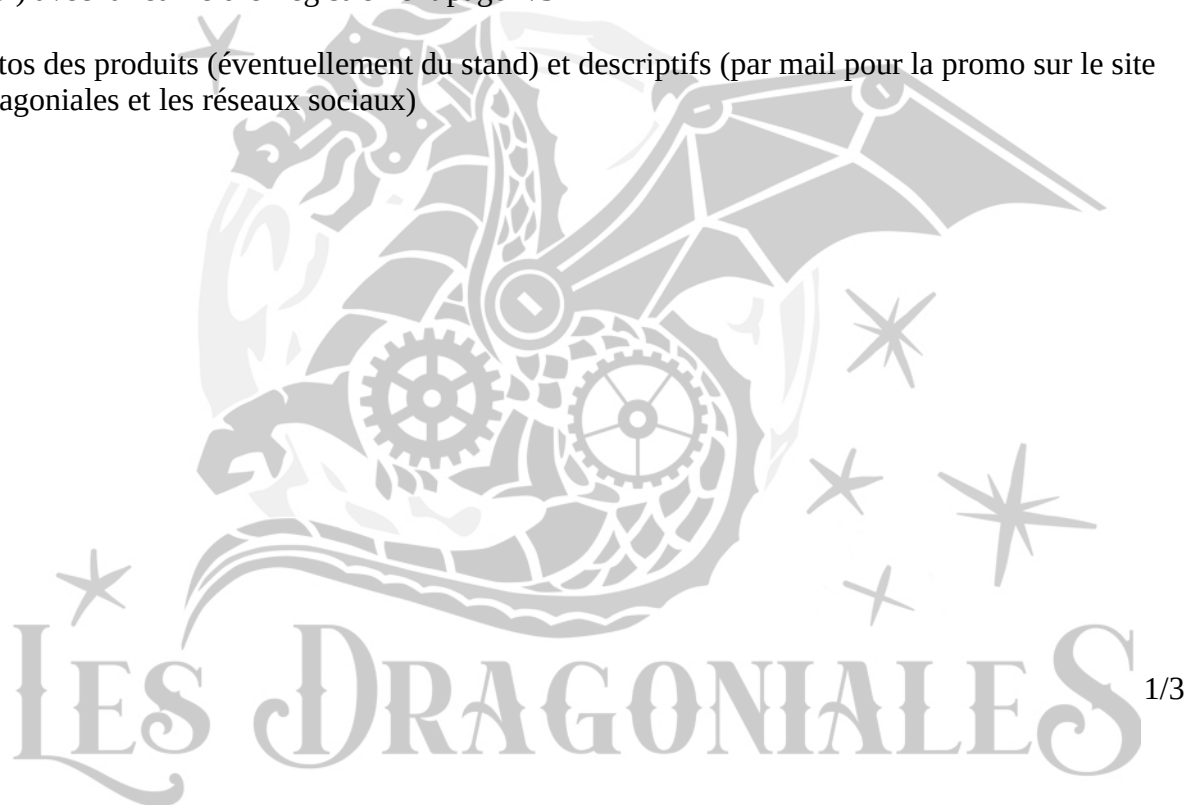 tos des produits (éventuellement du stand) et descriptifs (par mail pour la promo sur le site
agoniales et les réseaux sociaux)
1/3
LES DRAGONIALES